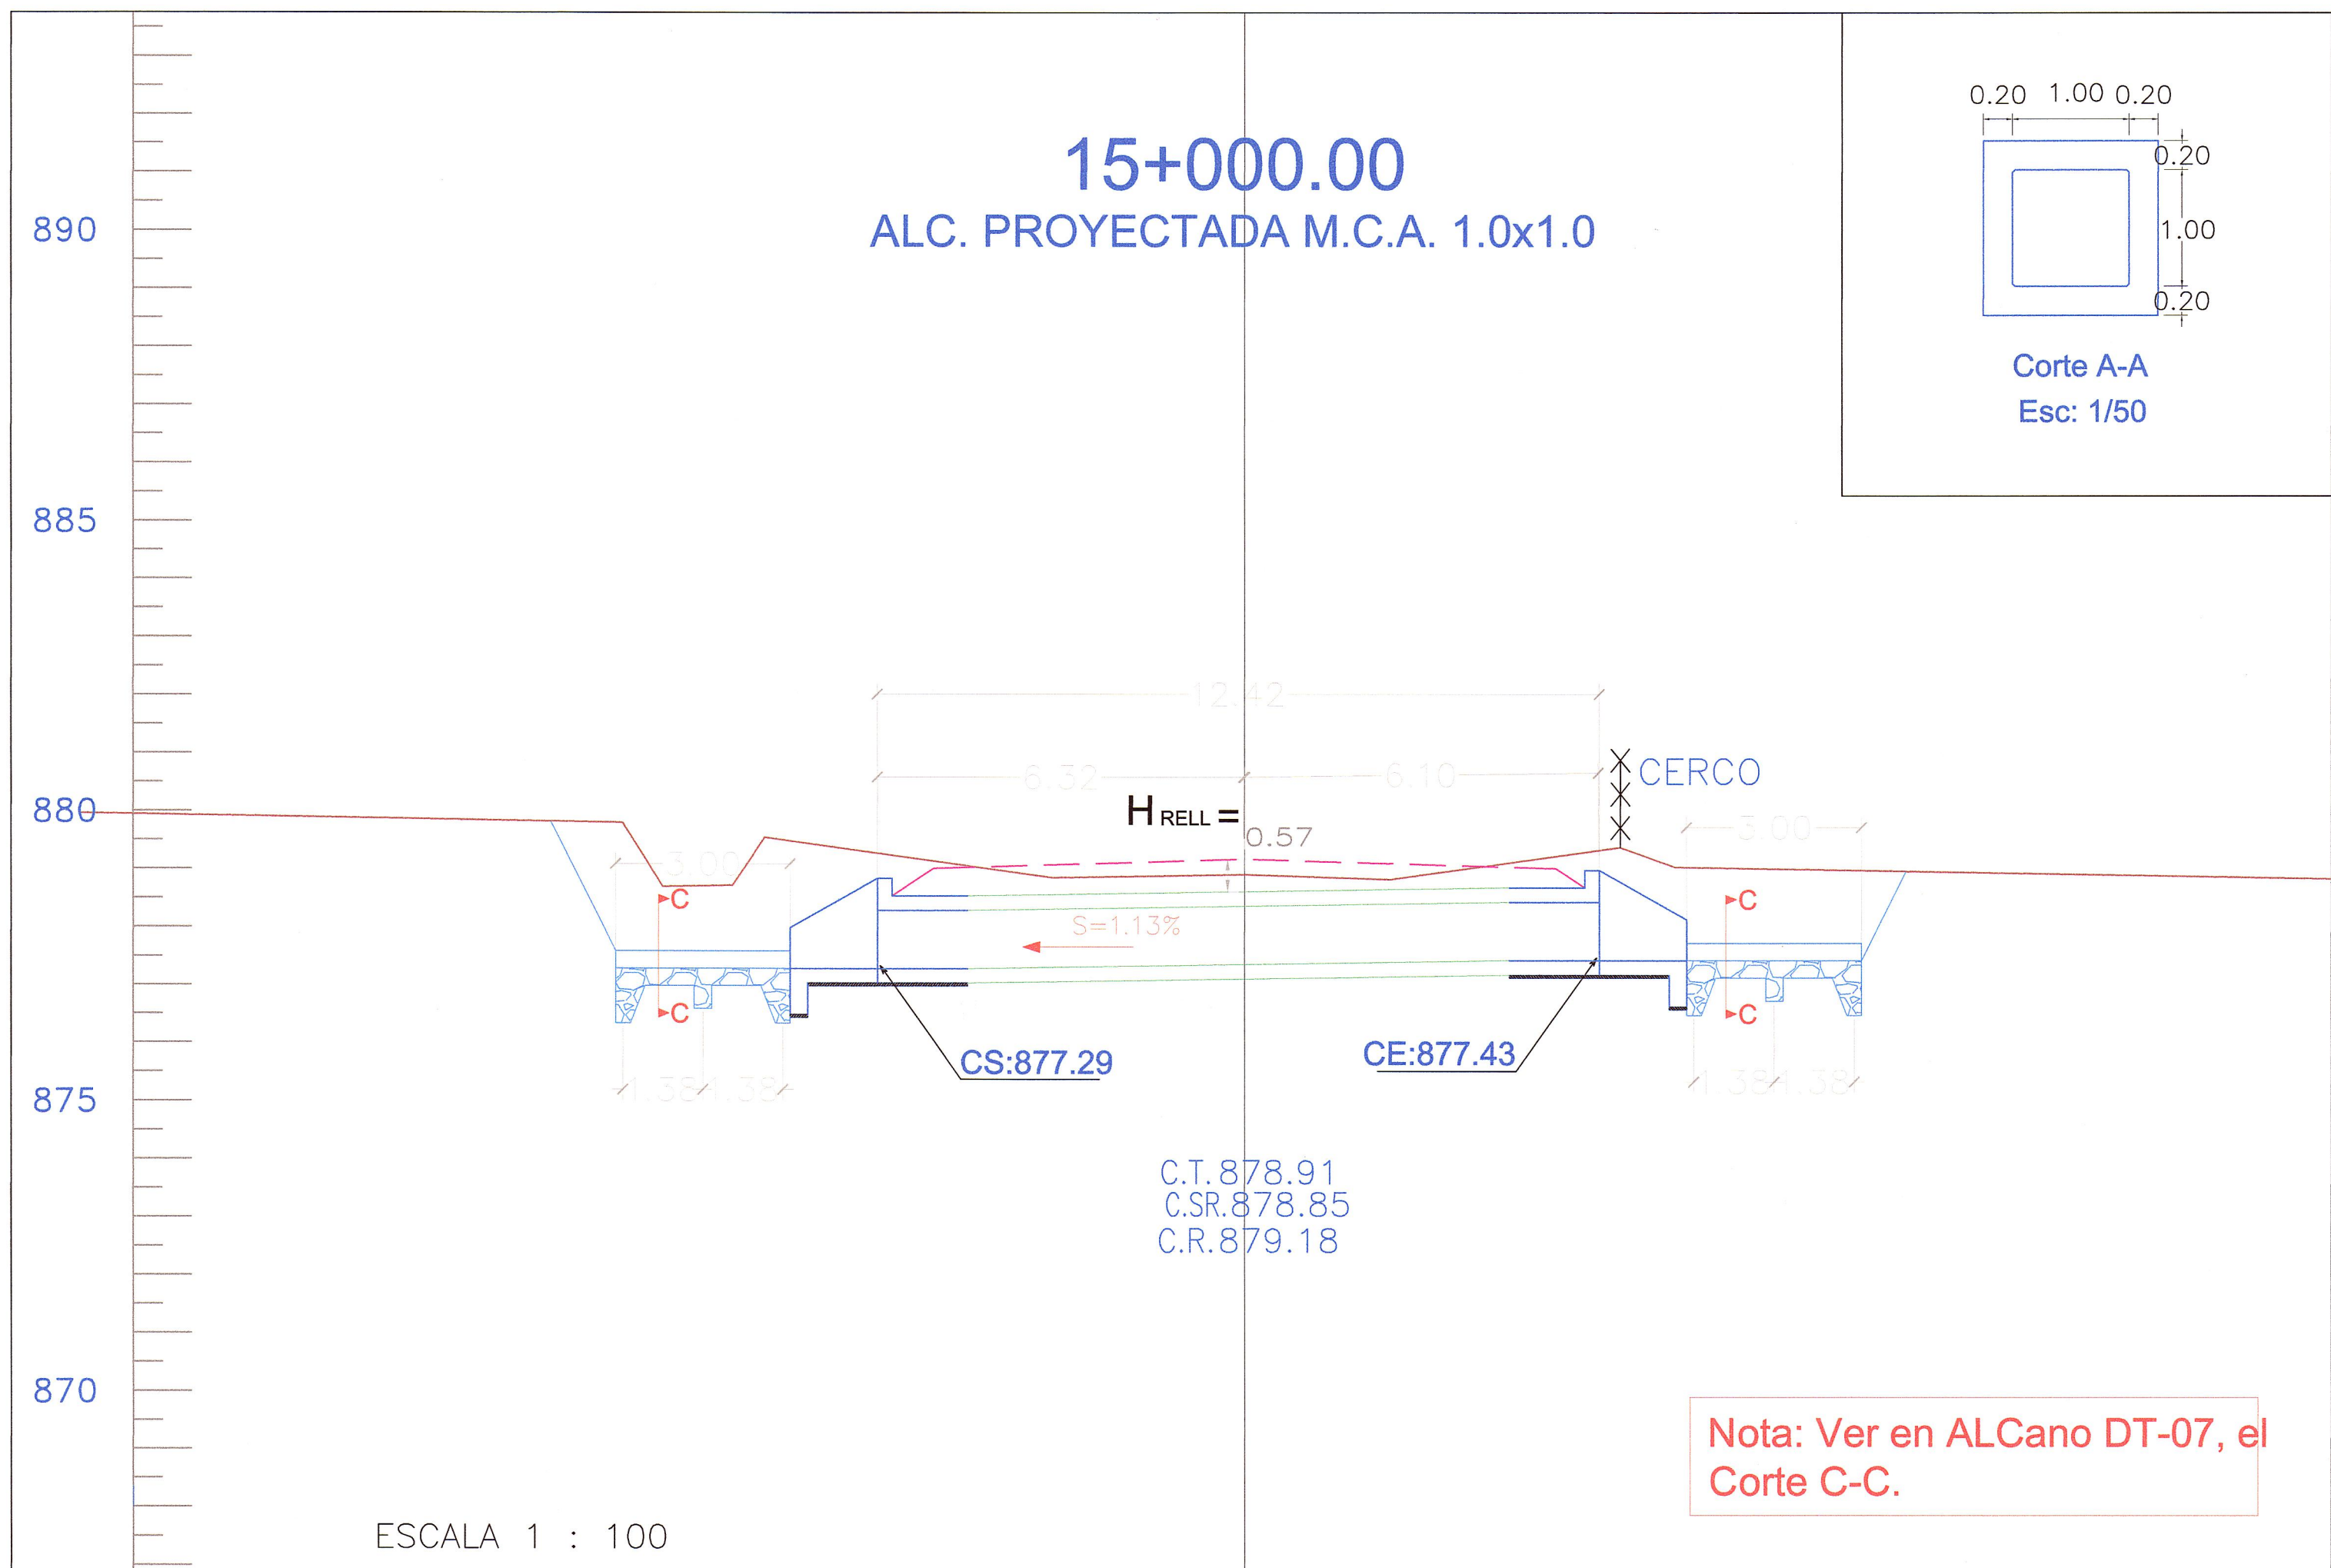 15+000.00
ALC. PROYECTADA M.C.A. 1.0x1.0
0.20 1.00 0.20
0.20
1.00
0.20
Corte A-A
Esc: 1/50
890
885
880
875
870
12.42
6.32
6.10
CERCO
H RELL =
0.57
3.00
3.00
C
C
S=1.13%
C
C
CS:877.29
CE:877.43
1.38 1.38
1.38 1.38
C.T.878.91
C.SR.878.85
C.R.879.18
Nota: Ver en ALCano DT-07, el
Corte C-C.
ESCALA 1 : 100